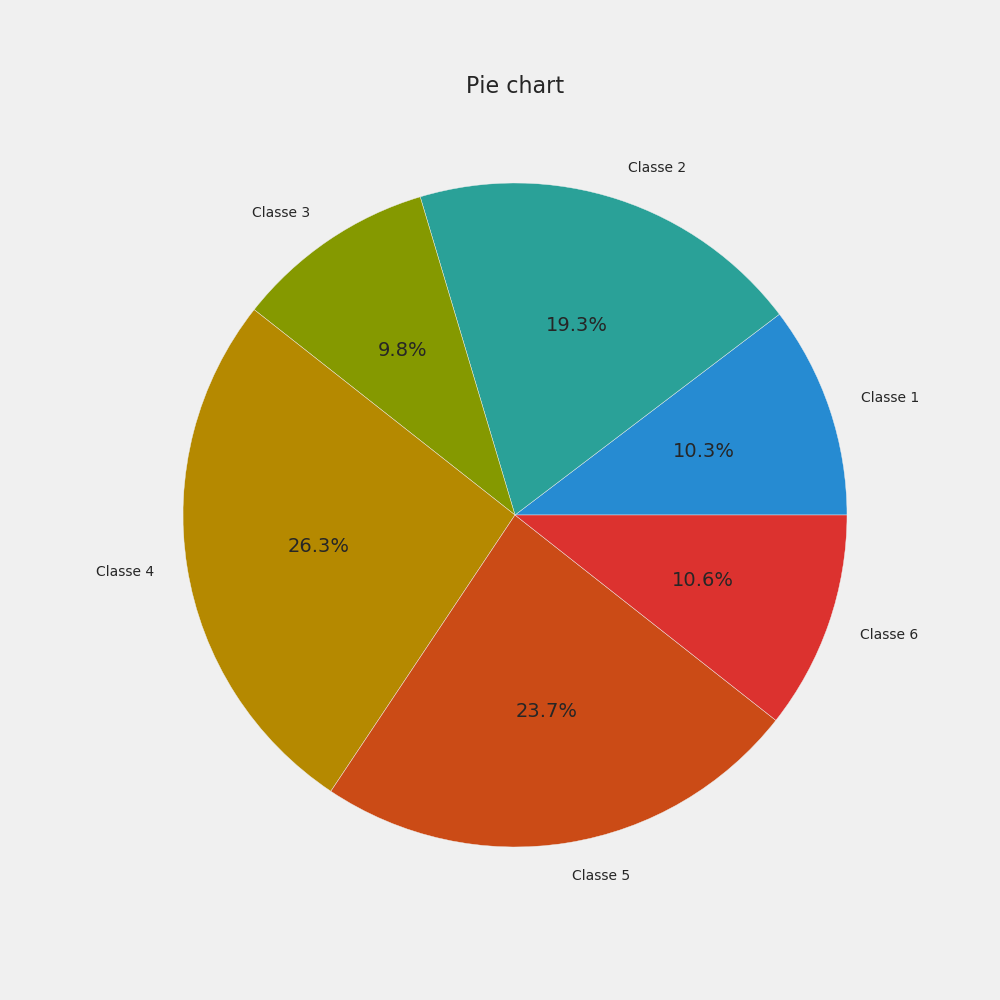 Pie chart
Classe 2
Classe 3
19.3%
9.8%
Classe 1
10.3%
26.3%
Classe 4
10.6%
Classe 6
23.7%
Classe 5